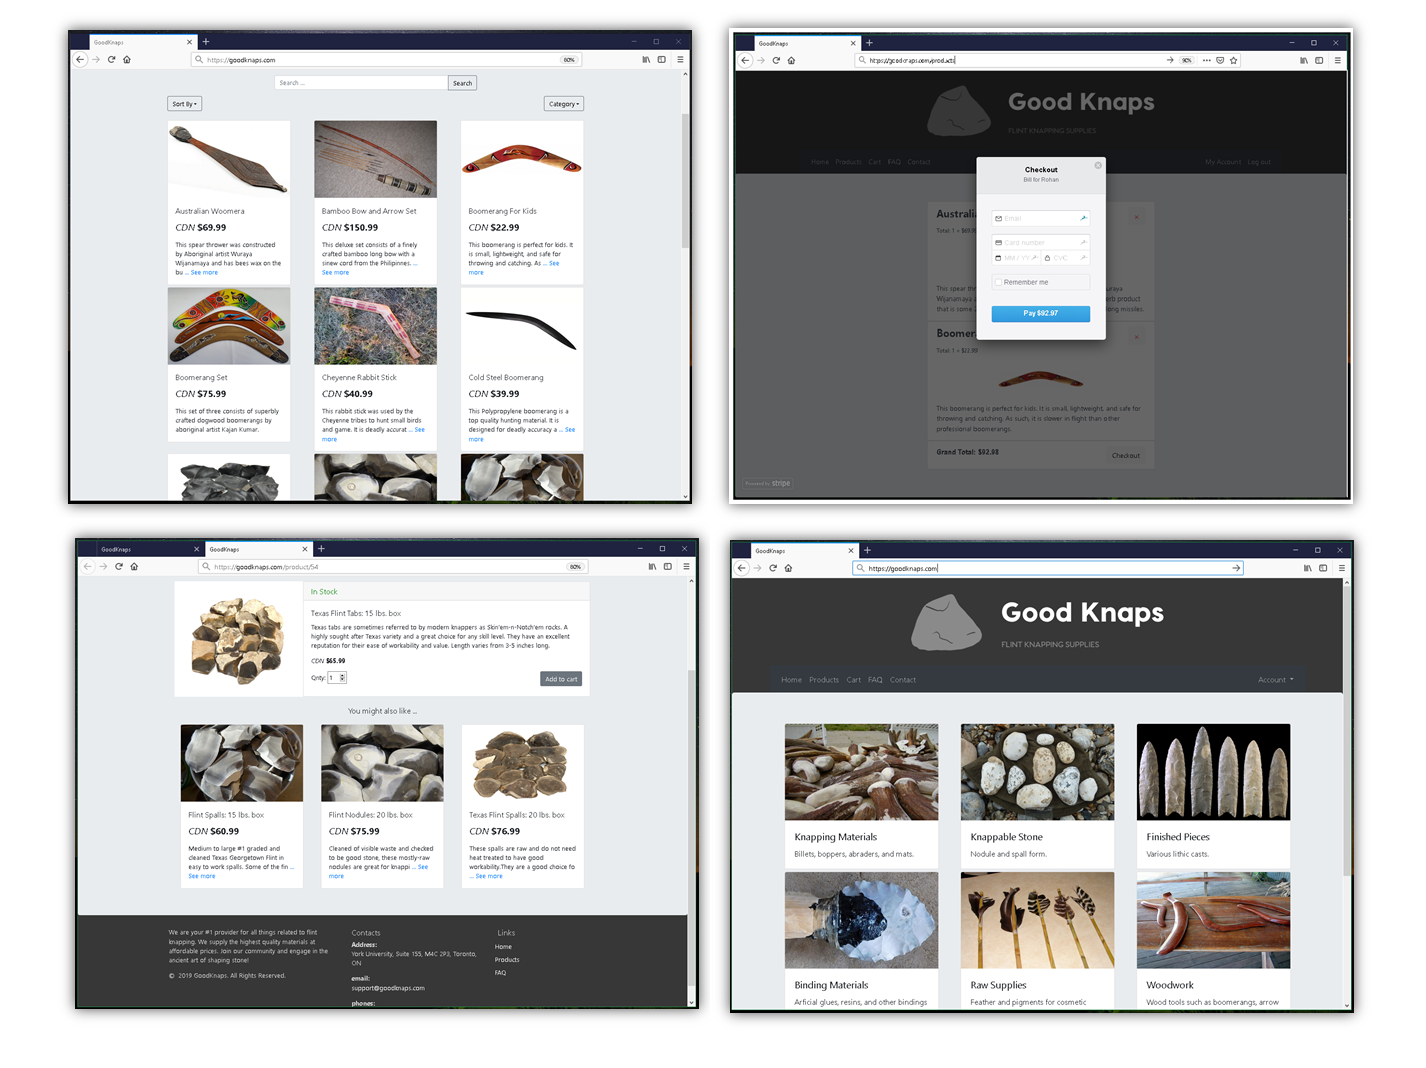 GoodKnaps
https://goodknaps.com
80%
Search ...
Search
Sort By
Category
Australian Woomera
CDN $69.99
This spear thrower was constructed
by Aboriginal artist Wuraya
Wijanamaya and has bees wax on the
bu ... See more
Bamboo Bow and Arrow Set
CDN $150.99
This deluxe set consists of a finely
crafted bamboo long bow with a
sinew cord from the Philipines. ...
See more
Boomerang For Kids
CDN $22.99
This boomerang is perfect for kids. It
is small, lightweight, and safe for
throwing and catching. As ... See
more
Boomerang Set
CDN $75.99
This set of three consists of superbly
crafted dogwood boomerangs by
aboriginal artist Kajan Kumar.
Cheyenne Rabbit Stick
CDN $40.99
This rabbit stick was used by the
Cheyenne tribes to hunt small birds
and game. It is deadly accurat ... See
more
Cold Steel Boomerang
CDN $39.99
This Polypropylene boomerang is a
top quality hunting material. It is
designed for deadly accuracy a ... See
more
GoodKnaps
https://goodknaps.com/products
90%
Good Knaps
FLINT KNAPPING SUPPLIES
Home Products Cart FAQ Contact
My Account Log out
Checkout
Bill for Rohan
Email
Card number
MM / YY
CVC
Remember me
Pay $92.97
Australia
Total: 1 x $69.99
This spear thr
Wijanamaya a
that is some
uraya
erb product
ong missiles.
Boomera
Total: 1 x $22.99
This boomerang is perfect for kids. It is small, lightweight, and safe for
throwing and catching. As such, it is slower in flight than other
professional boomerangs.
Grand Total: $92.98
Checkout
Powered by stripe
GoodKnaps
GoodKnaps
https://goodknaps.com/product/54
80%
In Stock
Texas Flint Tabs: 15 lbs. box
Texas tabs are sometimes referred to by modern knappers as Skin'em-n-Notch'em rocks. A
highly sought after Texas variety and a great choice for any skill level. They have an excellent
reputation for their ease of workability and value. Length varies from 3-5 inches long.
CDN $65.99
Qnty: 1
Add to cart
You might also like ...
Flint Spalls: 15 lbs. box
CDN $60.99
Medium to large #1 graded and
cleaned Texas Georgetown Flint in
easy to work spalls. Some of the fin ...
See more
Flint Nodules: 20 lbs. box
CDN $75.99
Cleaned of visible waste and checked
to be good stone, these mostly-raw
nodules are great for knappi ... See
more
Texas Flint Spalls: 20 lbs. box
CDN $76.99
These spalls are raw and do not need
heat treated to have good
workability.They are a good choice fo
... See more
We are your #1 provider for all things related to flint
knapping. We supply the highest quality materials at
affordable prices. Join our community and engage in the
ancient art of shaping stone!
© 2019 GoodKnaps. All Rights Reserved.
Contacts
Address:
York University, Suite 155, M4C 2P3, Toronto,
ON
email:
support@goodknaps.com
phones:
Links
Home
Products
FAQ
GoodKnaps
https://goodknaps.com
Good Knaps
FLINT KNAPPING SUPPLIES
Home Products Cart FAQ Contact
Account
Knapping Materials
Billets, boppers, abraders, and mats.
Knappable Stone
Nodule and spall form.
Finished Pieces
Various lithic casts.
Binding Materials
Arficial glues, resins, and other bindings
Raw Supplies
Feather and pigments for cosmetic
Woodwork
Wood tools such as boomerangs, arrow